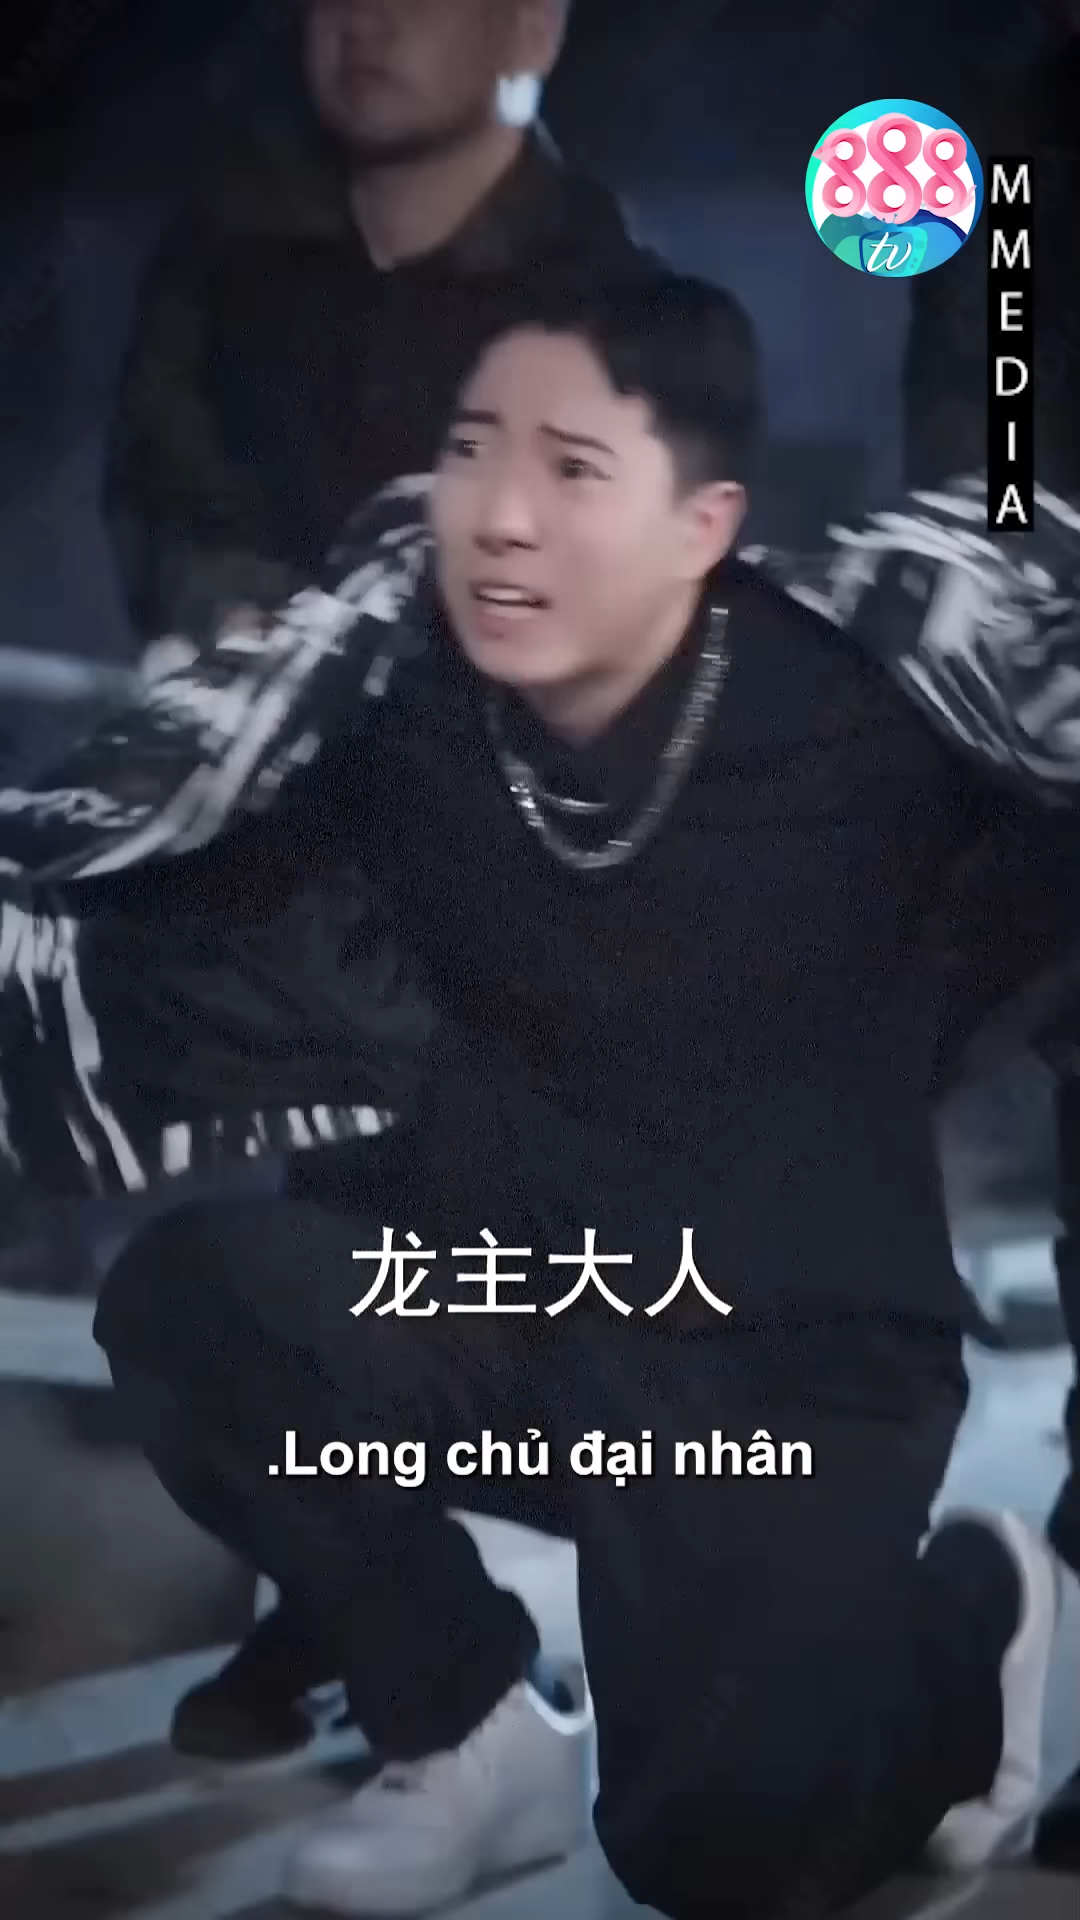 888
tv
MMEDIA
龙主大人
.Long chủ đại nhân